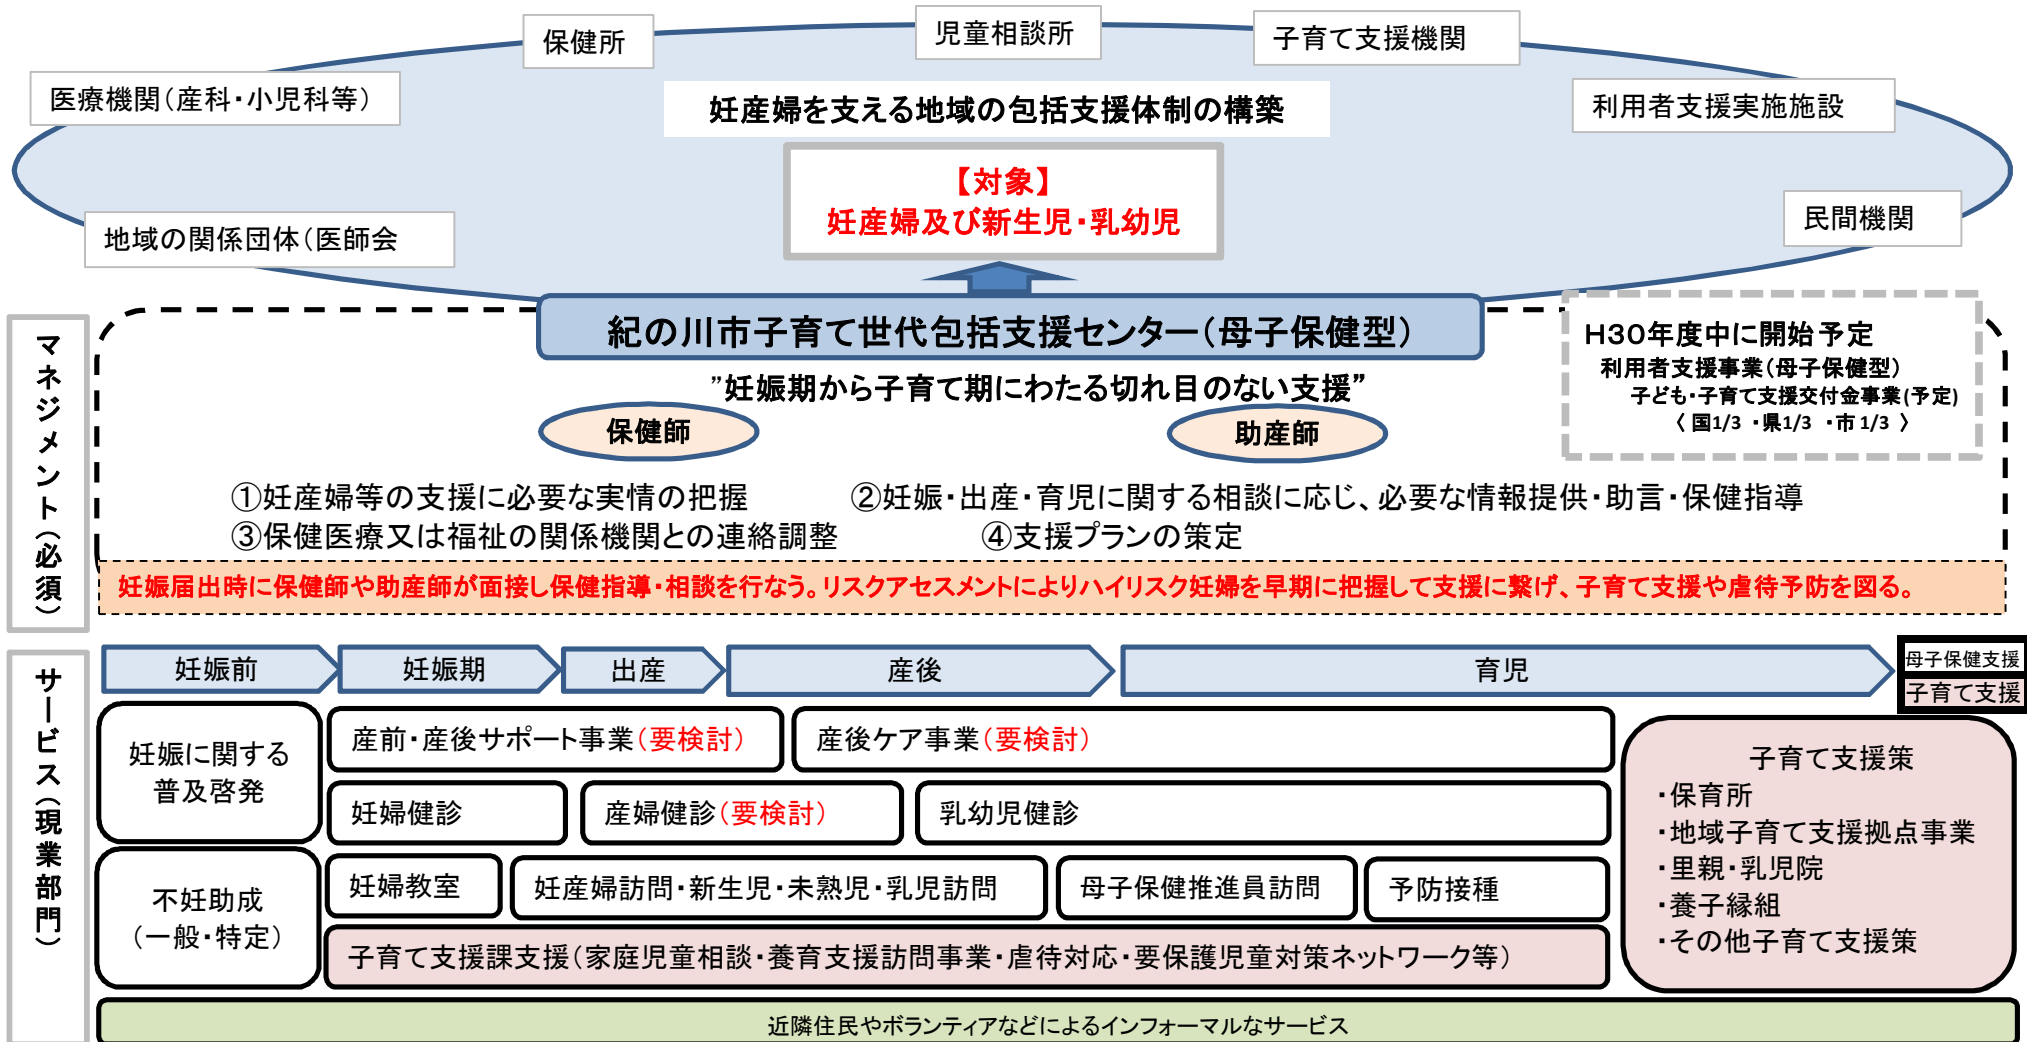 保健所
児童相談所
子育て支援機関
医療機関(産科・小児科等)
妊産婦を支える地域の包括支援体制の構築
利用者支援実施施設
【対象】
妊産婦及び新生児・乳幼児
地域の関係団体(医師会
民間機関
マネジメント(必須)
紀の川市子育て世代包括支援センター(母子保健型)
H30年度中に開始予定
利用者支援事業(母子保健型)
子ども・子育て支援交付金事業(予定)
〈 国1/3 ・県1/3 ・市 1/3 〉
”妊娠期から子育て期にわたる切れ目のない支援”
保健師
助産師
①妊産婦等の支援に必要な実情の把握
②妊娠・出産・育児に関する相談に応じ、必要な情報提供・助言・保健指導
③保健医療又は福祉の関係機関との連絡調整
④支援プランの策定
妊娠届出時に保健師や助産師が面接し保健指導・相談を行なう。リスクアセスメントによりハイリスク妊婦を早期に把握して支援に繋げ、子育て支援や虐待予防を図る。
サービス(現業部門)
妊娠前
妊娠期
出産
産後
育児
母子保健支援
子育て支援
妊娠に関する
普及啓発
産前・産後サポート事業(要検討)
産後ケア事業(要検討)
妊婦健診
産婦健診(要検討)
乳幼児健診
不妊助成
(一般・特定)
妊婦教室
妊産婦訪問・新生児・未熟児・乳児訪問
母子保健推進員訪問
予防接種
子育て支援課支援(家庭児童相談・養育支援訪問事業・虐待対応・要保護児童対策ネットワーク等)
子育て支援策
・保育所
・地域子育て支援拠点事業
・里親・乳児院
・養子縁組
・その他子育て支援策
近隣住民やボランティアなどによるインフォーマルなサービス